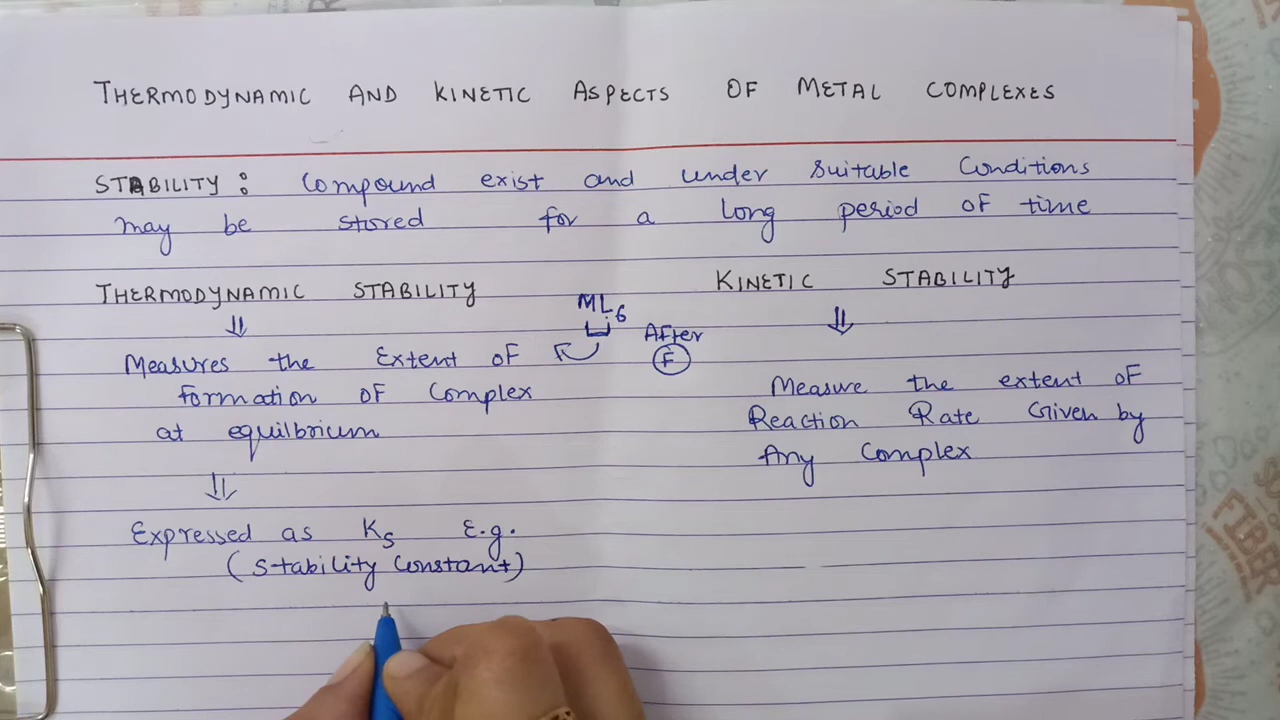 THERMODYNAMIC AND KINETIC ASPECTS OF METAL COMPLEXES
STABILITY : Compound exist and under suitable Conditions
may be stored for a long period of time
THERMODYNAMIC STABILITY
⇓
Measures the Extent of
formation of Complex
at equilbrium
⇓
Expressed as Ks E.g.
(Stability Constant)
ML6
After
F
KINETIC STABILITY
⇓
Measure the extent of
Reaction Rate Given by
Any Complex
FIBER